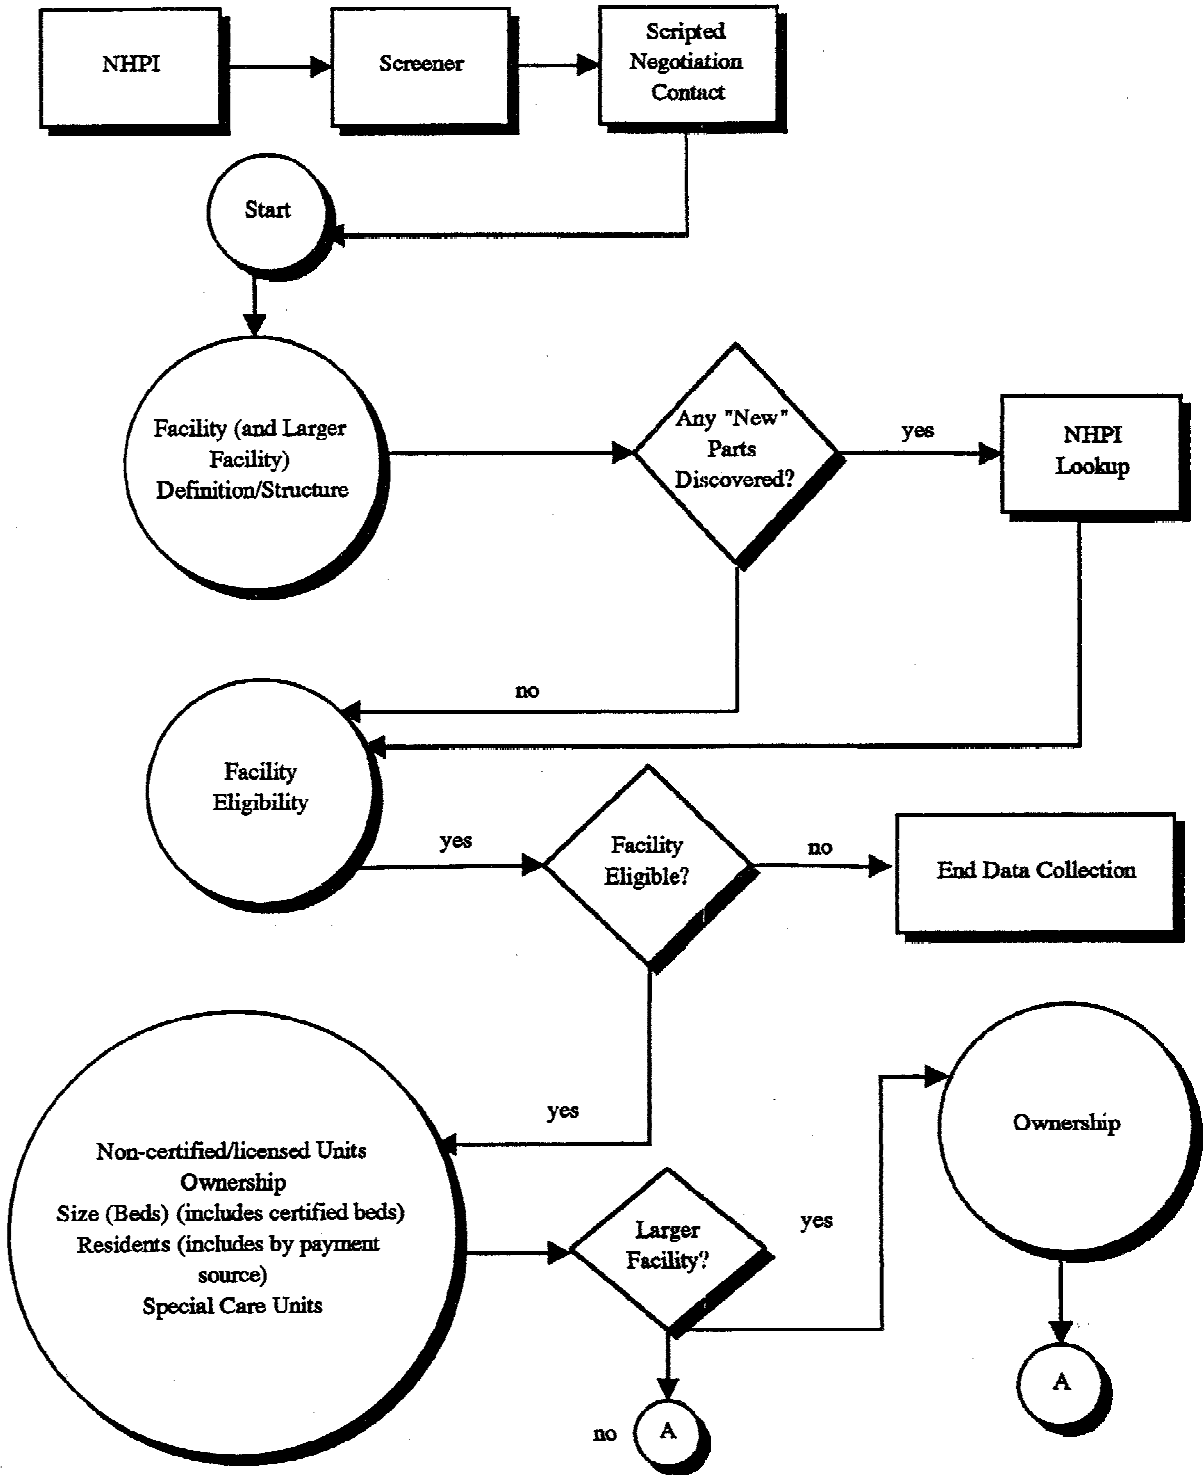 NHPI
Screener
Scripted
Negotiation
Contact
Start
Facility (and Larger
Facility)
Definition/Structure
Any "New"
Parts
Discovered?
yes
NHPI
Lookup
no
Facility
Eligibility
yes
Facility
Eligible?
no
End Data Collection
yes
Non-certified/licensed Units
Ownership
Size (Beds) (includes certified beds)
Residents (includes by payment
source)
Special Care Units
Larger
Facility?
yes
Ownership
A
no
A